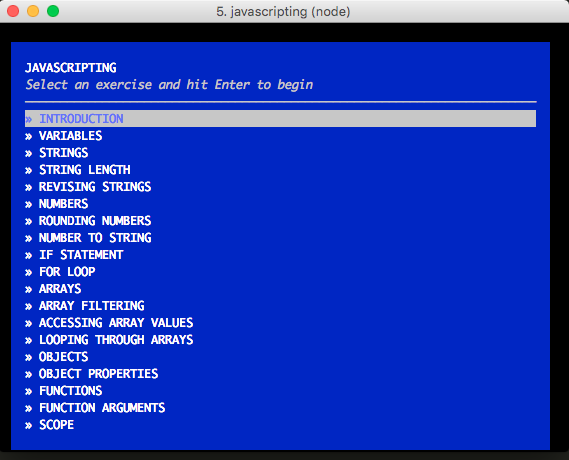 5. javascripting (node)
JAVASCRIPTING
Select an exercise and hit Enter to begin
» INTRODUCTION
» VARIABLES
» STRINGS
» STRING LENGTH
» REVISING STRINGS
» NUMBERS
» ROUNDING NUMBERS
» NUMBER TO STRING
» IF STATEMENT
» FOR LOOP
» ARRAYS
» ARRAY FILTERING
» ACCESSING ARRAY VALUES
» LOOPING THROUGH ARRAYS
» OBJECTS
» OBJECT PROPERTIES
» FUNCTIONS
» FUNCTION ARGUMENTS
» SCOPE